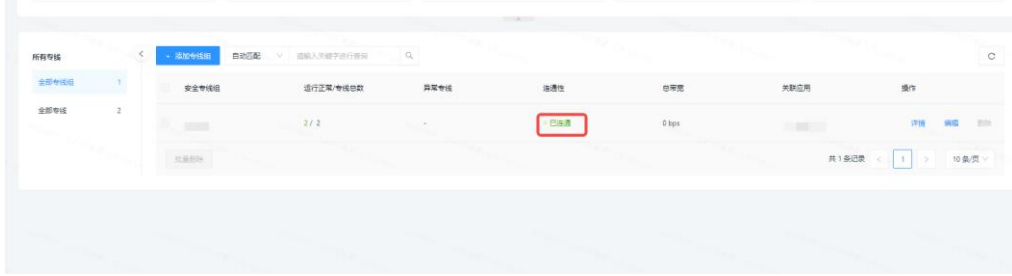 所有专线
+ 添加专线组 自动匹配 请输入关键字进行查询
全部专线组 1
全部专线 2
安全专线组 运行正常/专线总数 异常专线 连通性 总带宽 关联应用 操作
2 / 2 - 已连通 0 bps 详情 编辑 删除
批量删除 共 1 条记录 < 1 > 10 条/页